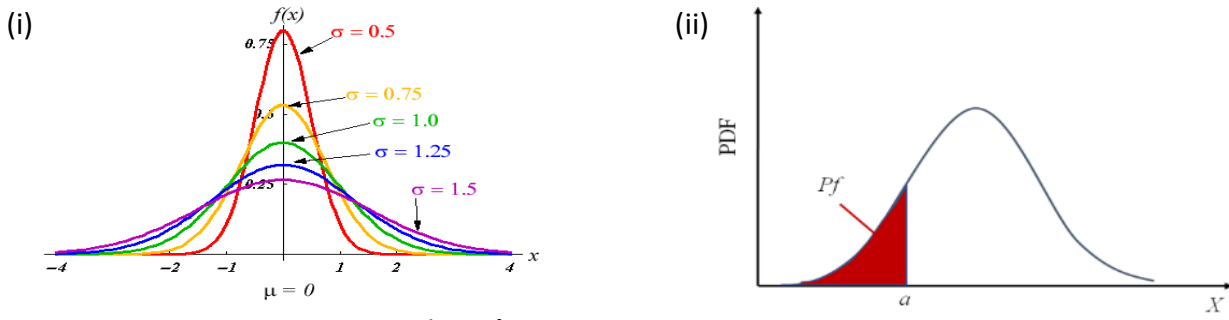 (i)
f(x)
0.75
σ = 0.5
σ = 0.75
σ = 1.0
σ = 1.25
0.25
σ = 1.5
-4
-2
-1
1
2
4
x
μ = 0
(ii)
PDF
Pf
a
X